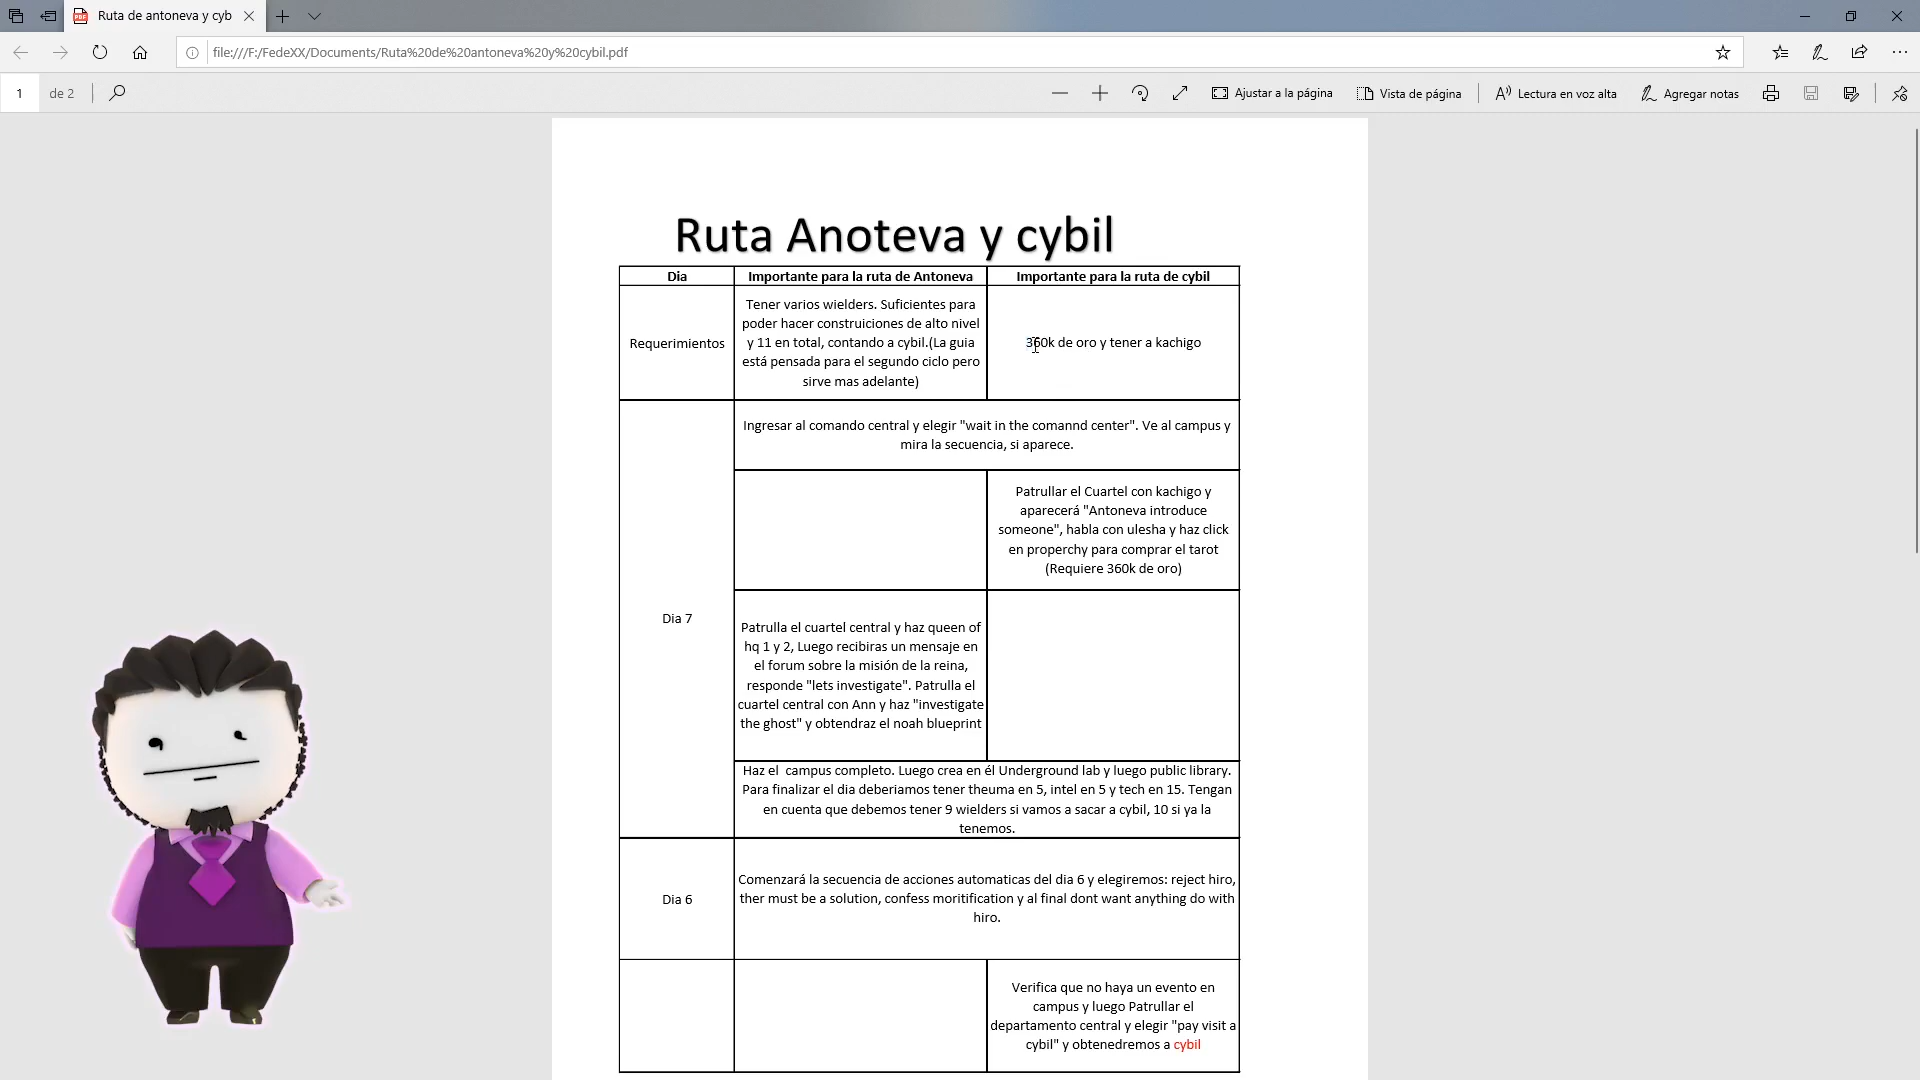 Ruta de antoneva y cyb
file:///F:/FedeXX/Documents/Ruta%20de%20antoneva%20y%20cybil.pdf
1 de 2
Ajustar a la página
Vista de página
Lectura en voz alta
Agregar notas
Ruta Anoteva y cybil
Dia
Importante para la ruta de Antoneva
Importante para la ruta de cybil
Requerimientos
Tener varios wielders. Suficientes para
poder hacer construiciones de alto nivel
y 11 en total, contando a cybil.(La guia
está pensada para el segundo ciclo pero
sirve mas adelante)
360k de oro y tener a kachigo
Dia 7
Ingresar al comando central y elegir "wait in the comannd center". Ve al campus y
mira la secuencia, si aparece.
Patrullar el Cuartel con kachigo y
aparecerá "Antoneva introduce
someone", habla con ulesha y haz click
en properchy para comprar el tarot
(Requiere 360k de oro)
Patrulla el cuartel central y haz queen of
hq 1 y 2, Luego recibiras un mensaje en
el forum sobre la misión de la reina,
responde "lets investigate". Patrulla el
cuartel central con Ann y haz "investigate
the ghost" y obtendraz el noah blueprint
Haz el  campus completo. Luego crea en él Underground lab y luego public library.
Para finalizar el dia deberiamos tener theuma en 5, intel en 5 y tech en 15. Tengan
en cuenta que debemos tener 9 wielders si vamos a sacar a cybil, 10 si ya la
tenemos.
Dia 6
Comenzará la secuencia de acciones automaticas del dia 6 y elegiremos: reject hiro,
ther must be a solution, confess moritification y al final dont want anything do with
hiro.
Verifica que no haya un evento en
campus y luego Patrullar el
departamento central y elegir "pay visit a
cybil" y obtenedremos a cybil